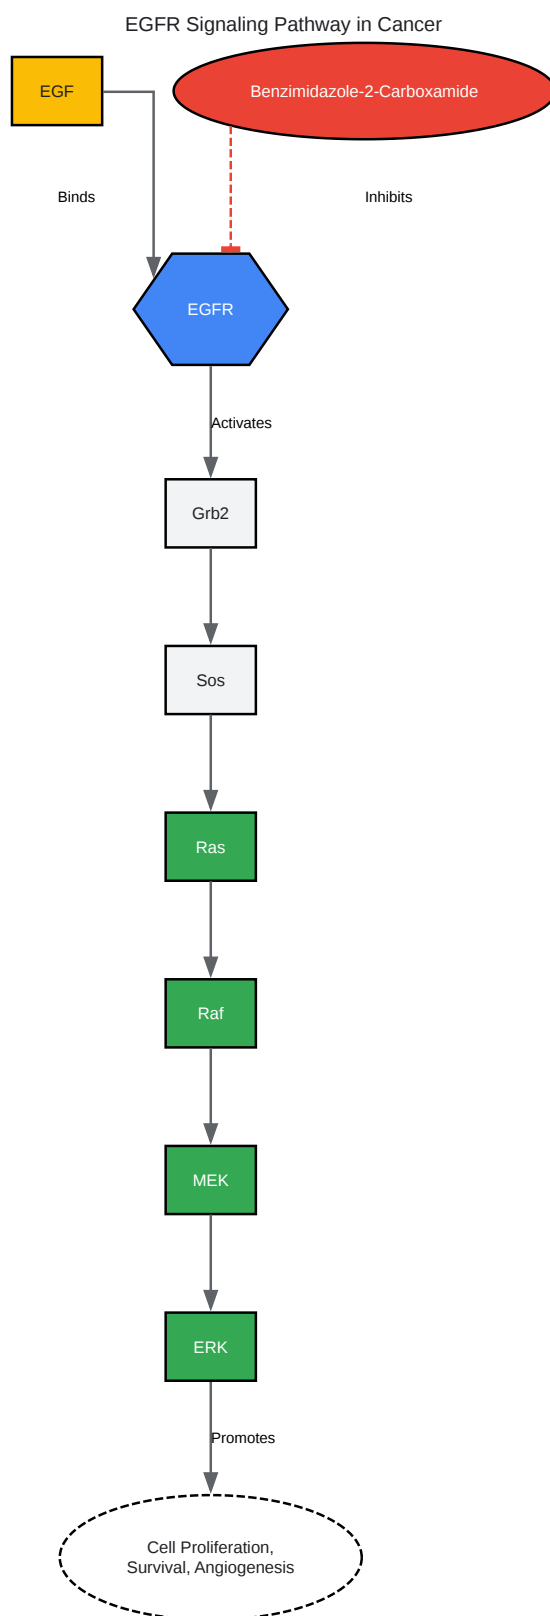 EGFR Signaling Pathway in Cancer
EGF
Benzimidazole-2-Carboxamide
Binds
Inhibits
EGFR
Activates
Grb2
Sos
Ras
Raf
MEK
ERK
Promotes
Cell Proliferation,
Survival, Angiogenesis